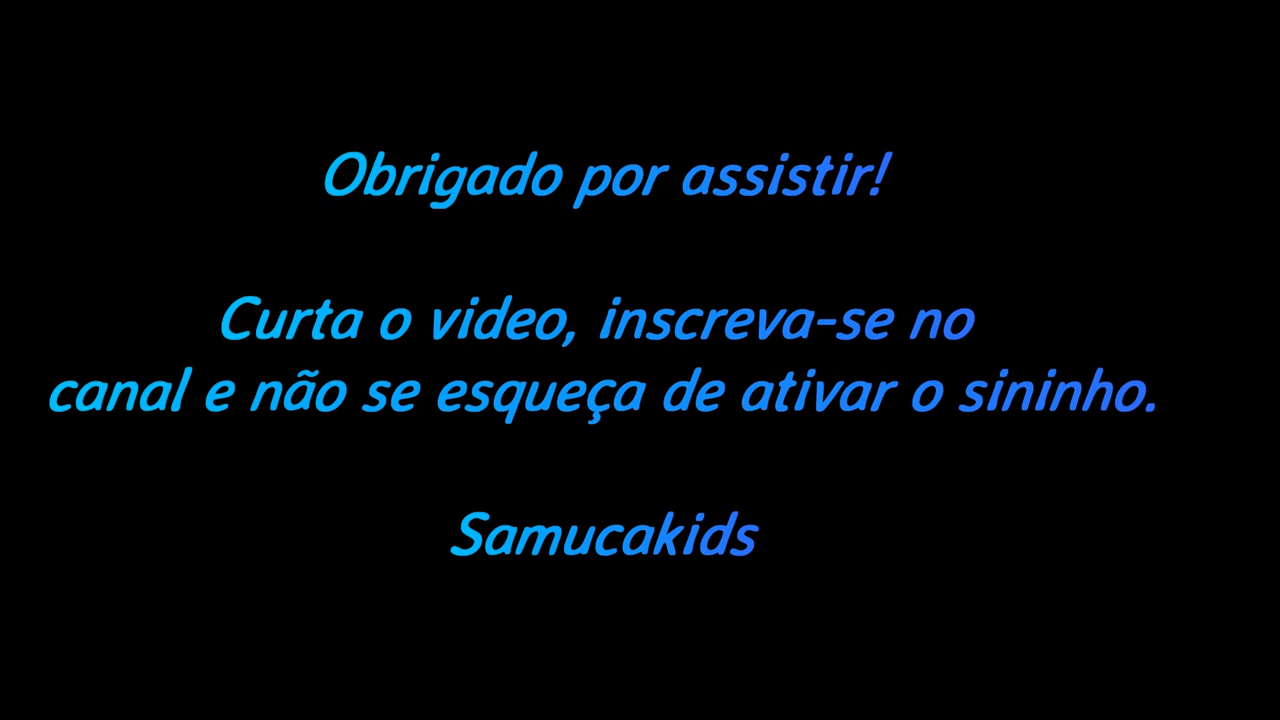 Obrigado por assistir!
Curta o video, inscreva-se no
canal e não se esqueça de ativar o sininho.
Samucakids